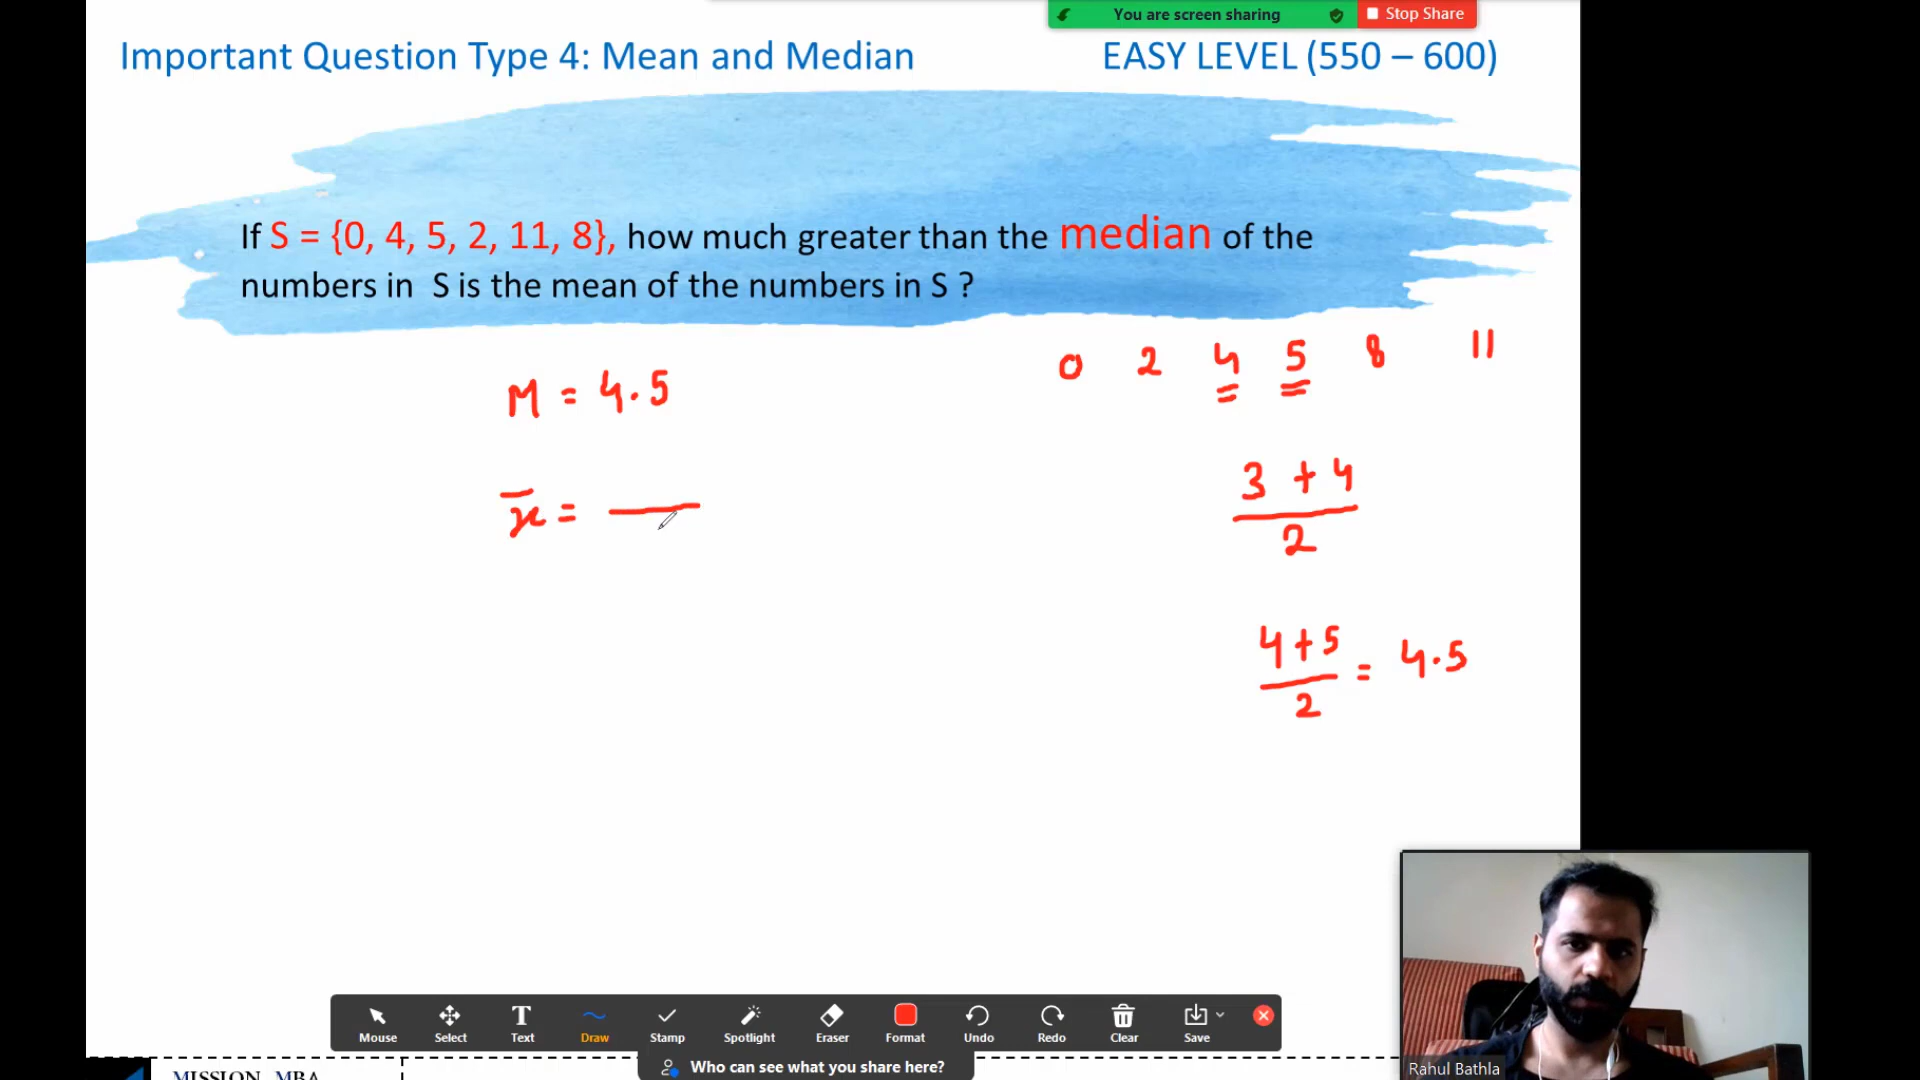 You are screen sharing
Stop Share
Important Question Type 4: Mean and Median
EASY LEVEL (550 – 600)
If S = {0, 4, 5, 2, 11, 8}, how much greater than the median of the
numbers in S is the mean of the numbers in S ?
0 2 4 5 8 11
M = 4.5
3 + 4
2
x̄ =
4 + 5
2
= 4.5
Mouse Select Text Draw Stamp Spotlight Eraser Format Undo Redo Clear Save
Who can see what you share here?
MISSION MBA
Rahul Bathla